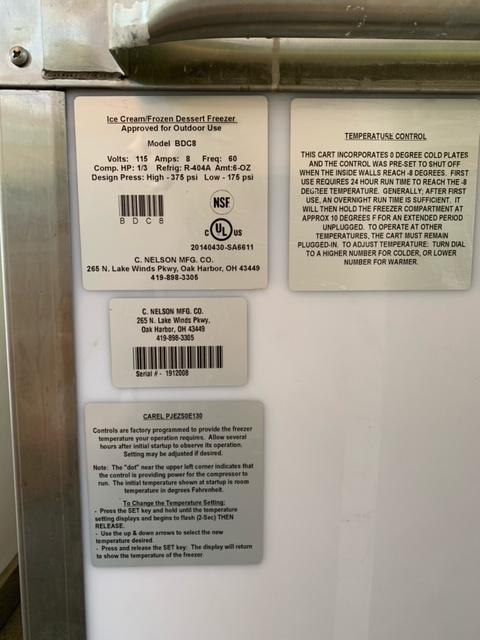 Ice Cream/Frozen Dessert Freezer
Approved for Outdoor Use
Model BDC8
Volts: 115 Amps: 8 Freq: 60
Comp. HP: 1/3 Refrig: R-404A Amt:6-OZ
Design Press: High - 375 psi Low - 175 psi
BDC8
NSF
C UL US
20140430-SA6611
C. NELSON MFG. CO.
265 N. Lake Winds Pkwy, Oak Harbor, OH 43449
419-898-3305
TEMPERATURE CONTROL
THIS CART INCORPORATES 0 DEGREE COLD PLATES
AND THE CONTROL WAS PRE-SET TO SHUT OFF
WHEN THE INSIDE WALLS REACH -8 DEGREES. FIRST
USE REQUIRES 24 HOUR RUN TIME TO REACH THE -8
DEGREE TEMPERATURE. GENERALLY; AFTER FIRST
USE, AN OVERNIGHT RUN TIME IS SUFFICIENT. IT
WILL THEN HOLD THE FREEZER COMPARTMENT AT
APPROX 10 DEGREES F FOR AN EXTENDED PERIOD
UNPLUGGED. TO OPERATE AT OTHER
TEMPERATURES, THE CART MUST REMAIN
PLUGGED-IN. TO ADJUST TEMPERATURE: TURN DIAL
TO A HIGHER NUMBER FOR COLDER, OR LOWER
NUMBER FOR WARMER.
C. NELSON MFG. CO.
265 N. Lake Winds Pkwy,
Oak Harbor, OH 43449
419-898-3305
Serial # - 1912008
CAREL PJEZS0E130
Controls are factory programmed to provide the freezer
temperature your operation requires. Allow several
hours after initial startup to observe its operation.
Setting may be adjusted if desired.
Note: The "dot" near the upper left corner indicates that
the control is providing power for the compressor to
run. The initial temperature shown at startup is room
temperature in degrees Fahrenheit.
To Change the Temperature Setting:
- Press the SET key and hold until the temperature
setting displays and begins to flash (2-Sec) THEN
RELEASE.
- Use the up & down arrows to select the new
temperature desired
- Press and release the SET key: The display will return
to show the temperature of the freezer